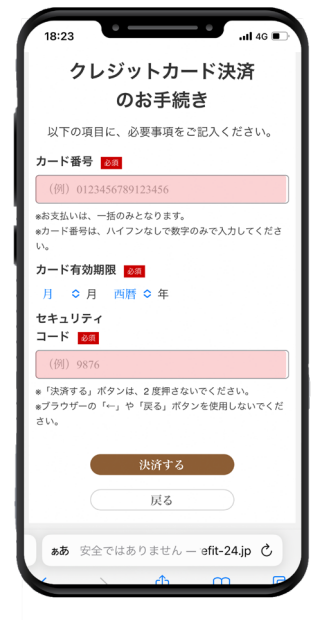 18:23
4G
クレジットカード決済
のお手続き
以下の項目に、必要事項をご記入ください。
カード番号 必須
（例）0123456789123456
※お支払いは、一括のみとなります。
※カード番号は、ハイフンなしで数字のみで入力してくださ
い。
カード有効期限 必須
月 月 西暦 年
セキュリティ
コード 必須
（例）9876
※「決済する」ボタンは、2 度押さないでください。
※ブラウザーの「←」や「戻る」ボタンを使用しないでくだ
さい。
決済する
戻る
ぁあ 安全ではありません — efit-24.jp